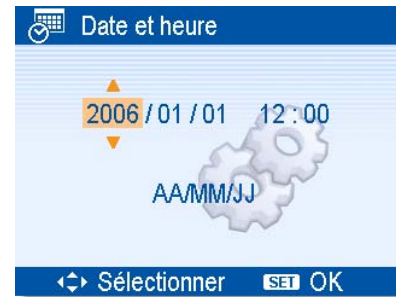 Date et heure
2006 / 01 / 01 12 : 00
AA/MM/JJ
Sélectionner SET OK